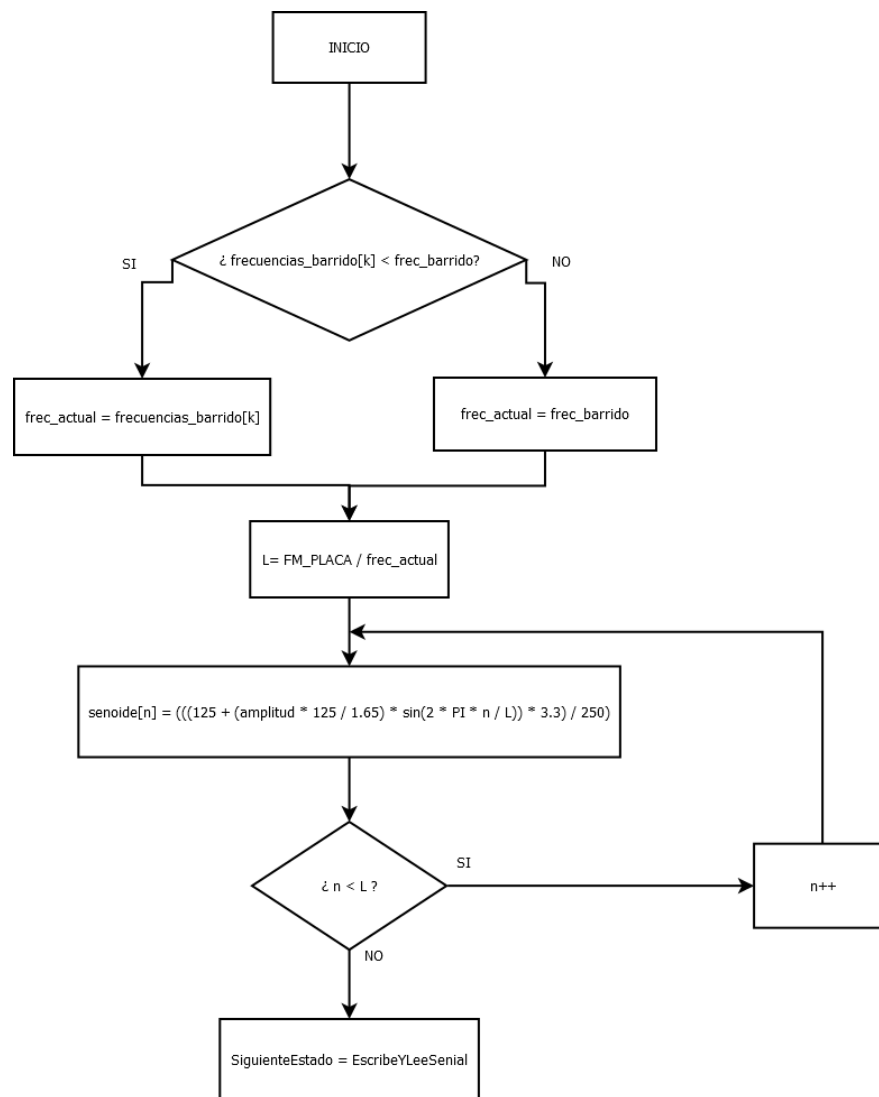 INICIO
¿ frecuencias_barrido[k] < frec_barrido?
SI
NO
frec_actual = frecuencias_barrido[k]
frec_actual = frec_barrido
L= FM_PLACA / frec_actual
senoide[n] = (((125 + (amplitud * 125 / 1.65) * sin(2 * PI * n / L)) * 3.3) / 250)
¿ n < L ?
SI
n++
NO
SiguienteEstado = EscribeYLeeSenial